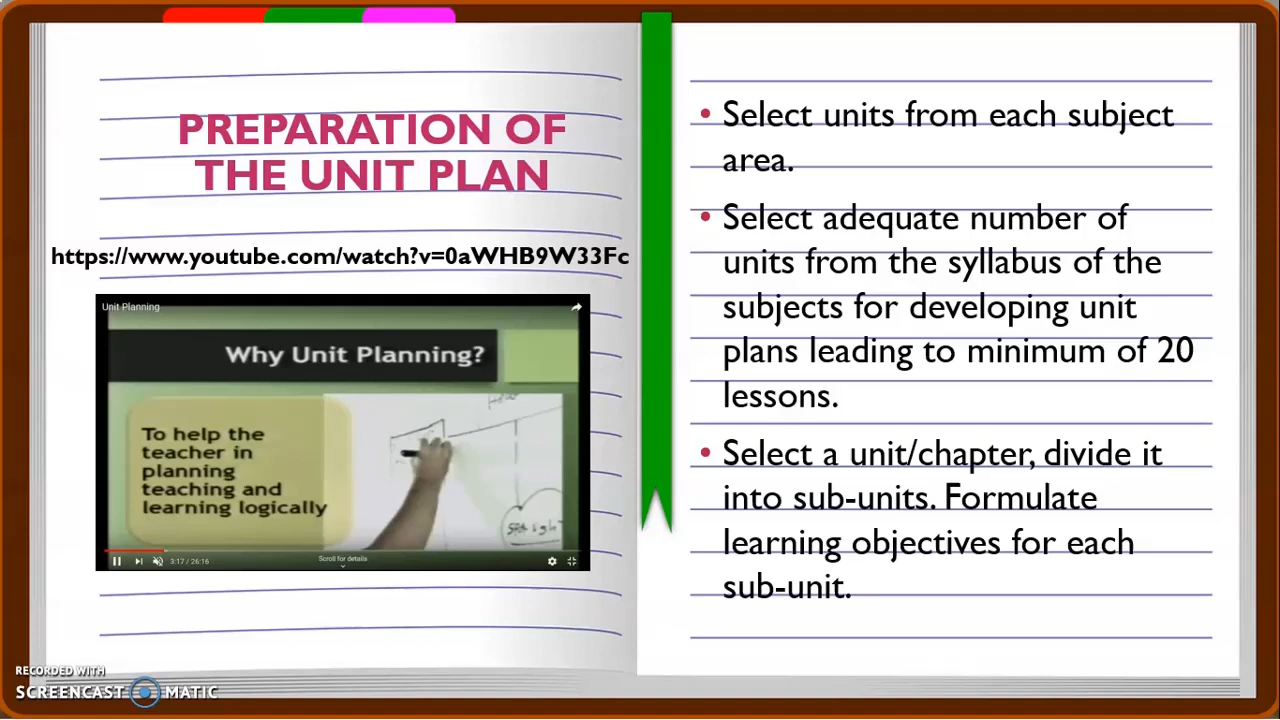 PREPARATION OF
THE UNIT PLAN
https://www.youtube.com/watch?v=0aWHB9W33Fc
Unit Planning
Why Unit Planning?
To help the
teacher in
planning
teaching and
learning logically
3:17 / 26:16
Scroll for details
• Select units from each subject
area.
• Select adequate number of
units from the syllabus of the
subjects for developing unit
plans leading to minimum of 20
lessons.
• Select a unit/chapter, divide it
into sub-units. Formulate
learning objectives for each
sub-unit.
RECORDED WITH
SCREENCAST MATIC